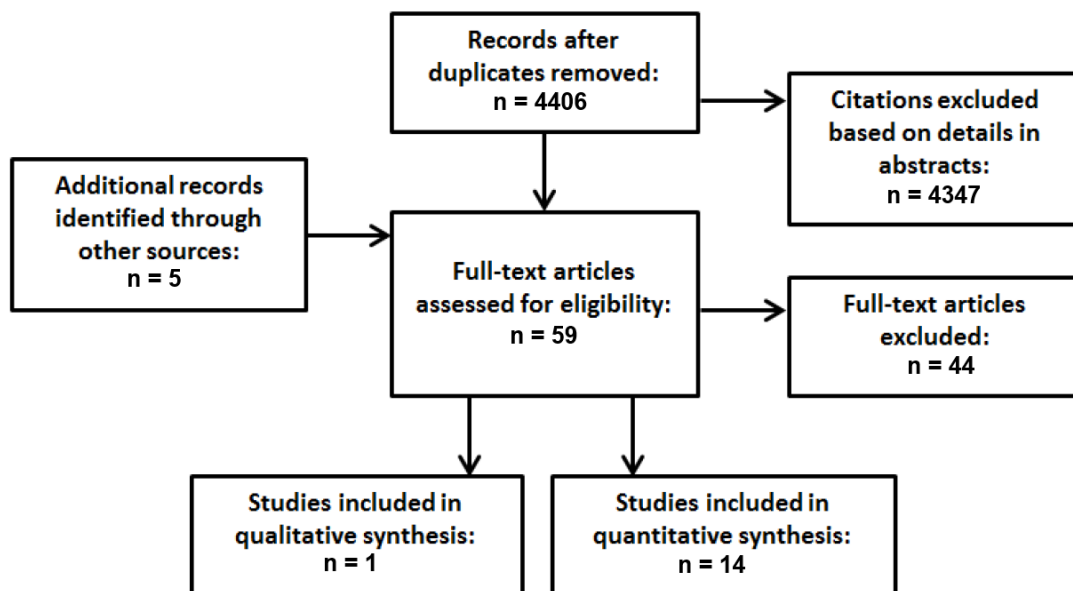 Records after
duplicates removed:
n = 4406
Citations excluded
based on details in
abstracts:
n = 4347
Additional records
identified through
other sources:
n = 5
Full-text articles
assessed for eligibility:
n = 59
Full-text articles
excluded:
n = 44
Studies included in
qualitative synthesis:
n = 1
Studies included in
quantitative synthesis:
n = 14